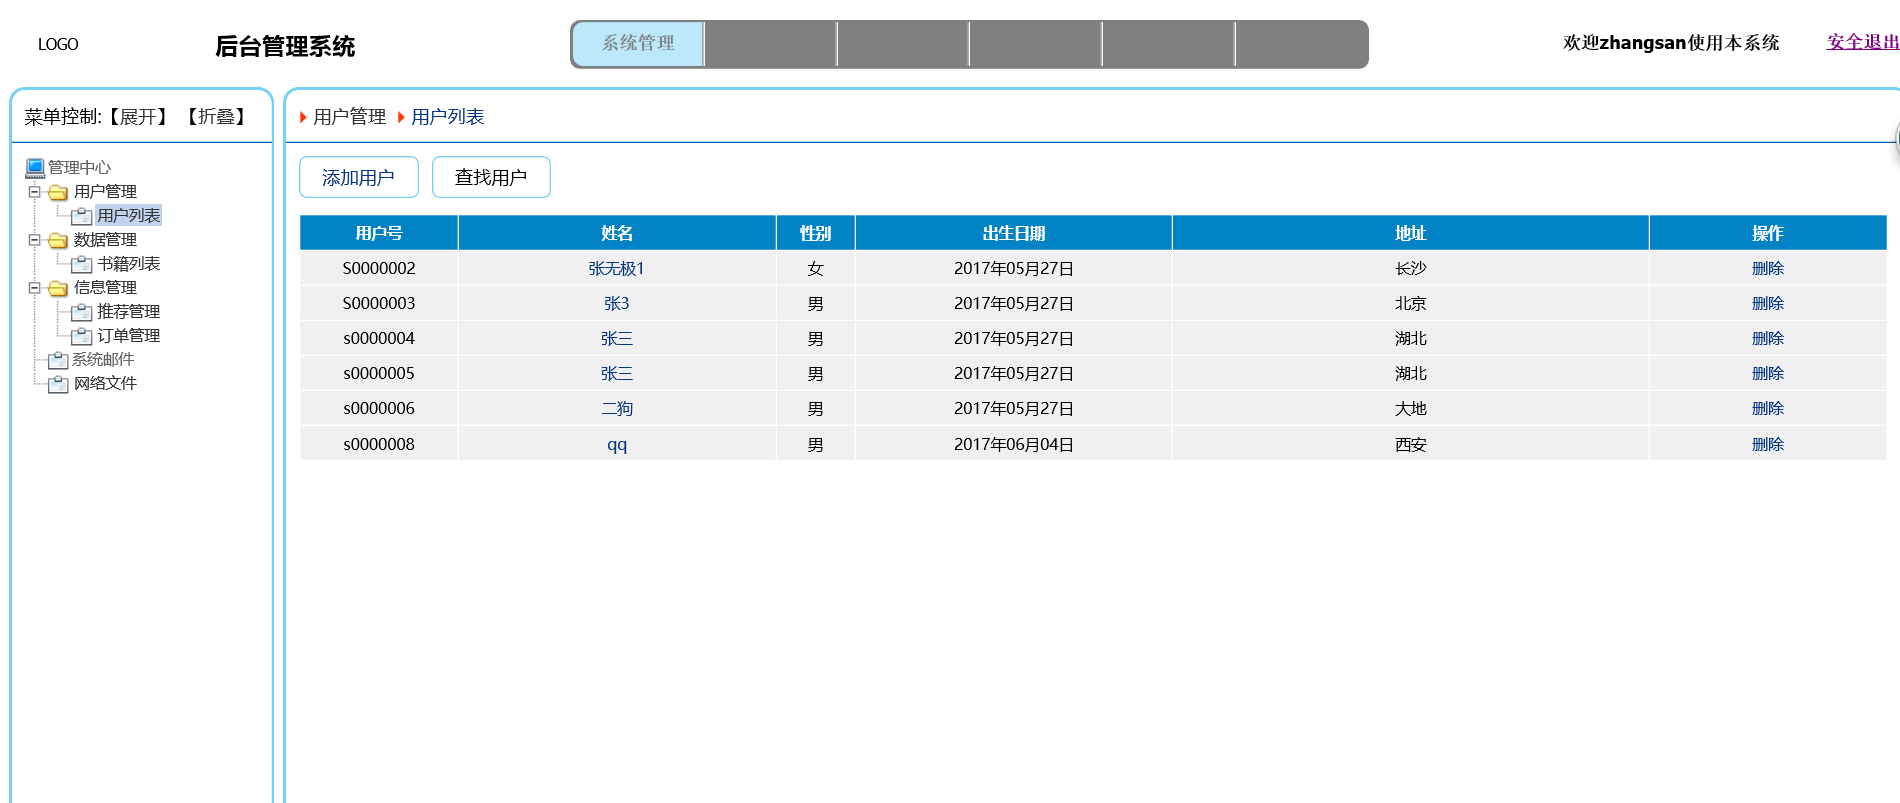 LOGO 后台管理系统 系统管理 欢迎zhangsan使用本系统 安全退出
菜单控制:【展开】 【折叠】
管理中心
用户管理
用户列表
数据管理
书籍列表
信息管理
推荐管理
订单管理
系统邮件
网络文件
用户管理 用户列表
添加用户 查找用户
用户号 姓名 性别 出生日期 地址 操作
S0000002 张无极1 女 2017年05月27日 长沙 删除
S0000003 张3 男 2017年05月27日 北京 删除
s0000004 张三 男 2017年05月27日 湖北 删除
s0000005 张三 男 2017年05月27日 湖北 删除
s0000006 二狗 男 2017年05月27日 大地 删除
s0000008 qq 男 2017年06月04日 西安 删除